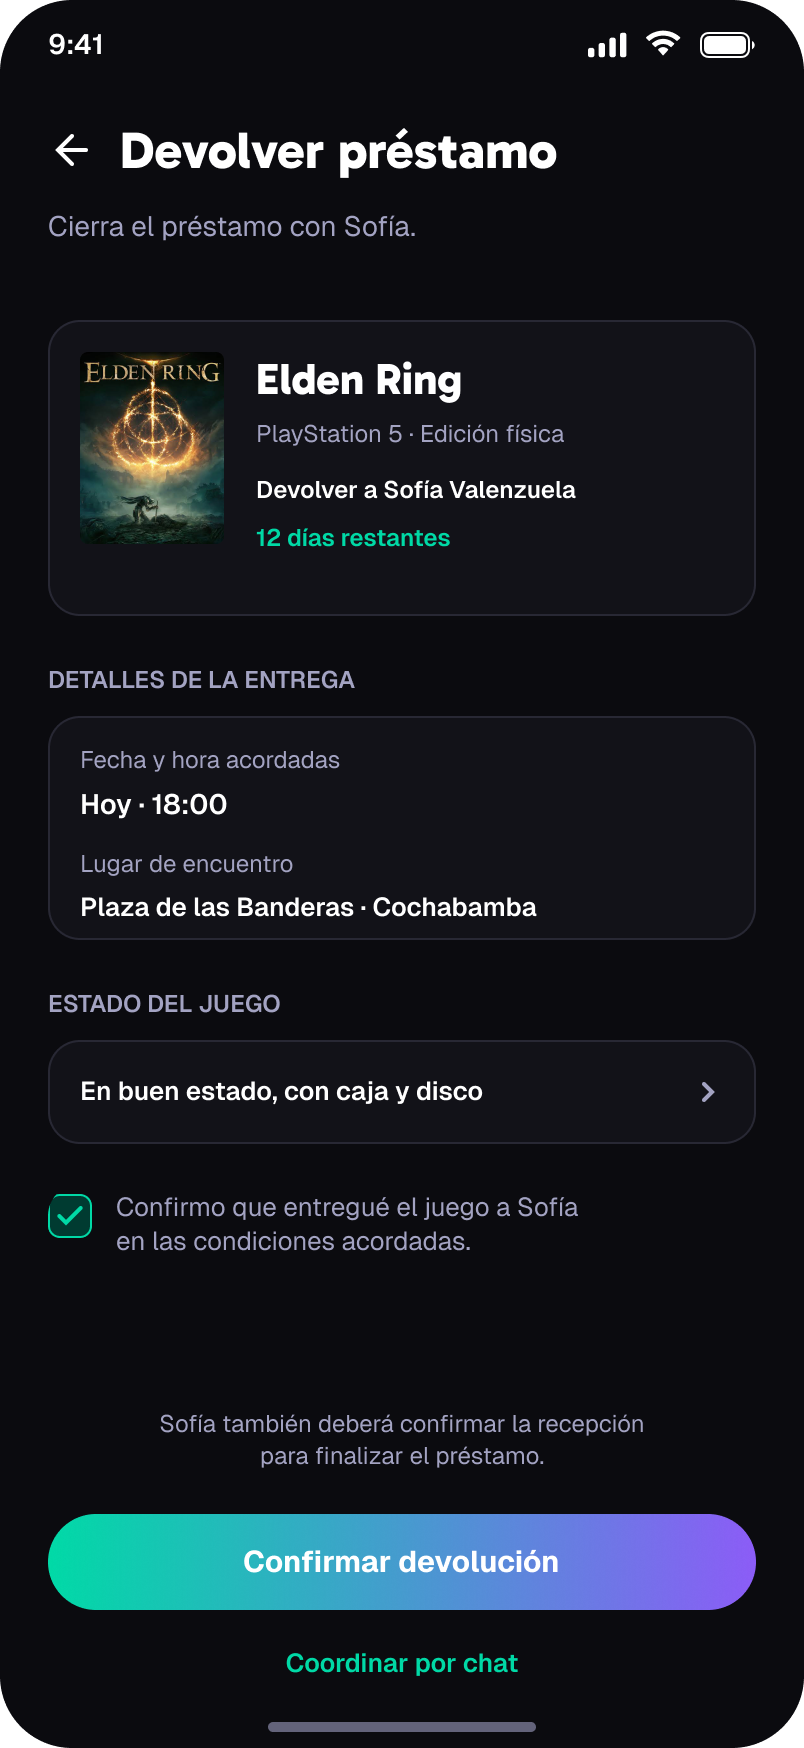 9:41
Devolver préstamo
Cierra el préstamo con Sofía.
ELDEN RING
Elden Ring
PlayStation 5 · Edición física
Devolver a Sofía Valenzuela
12 días restantes
DETALLES DE LA ENTREGA
Fecha y hora acordadas
Hoy · 18:00
Lugar de encuentro
Plaza de las Banderas · Cochabamba
ESTADO DEL JUEGO
En buen estado, con caja y disco
Confirmo que entregué el juego a Sofía
en las condiciones acordadas.
Sofía también deberá confirmar la recepción
para finalizar el préstamo.
Confirmar devolución
Coordinar por chat